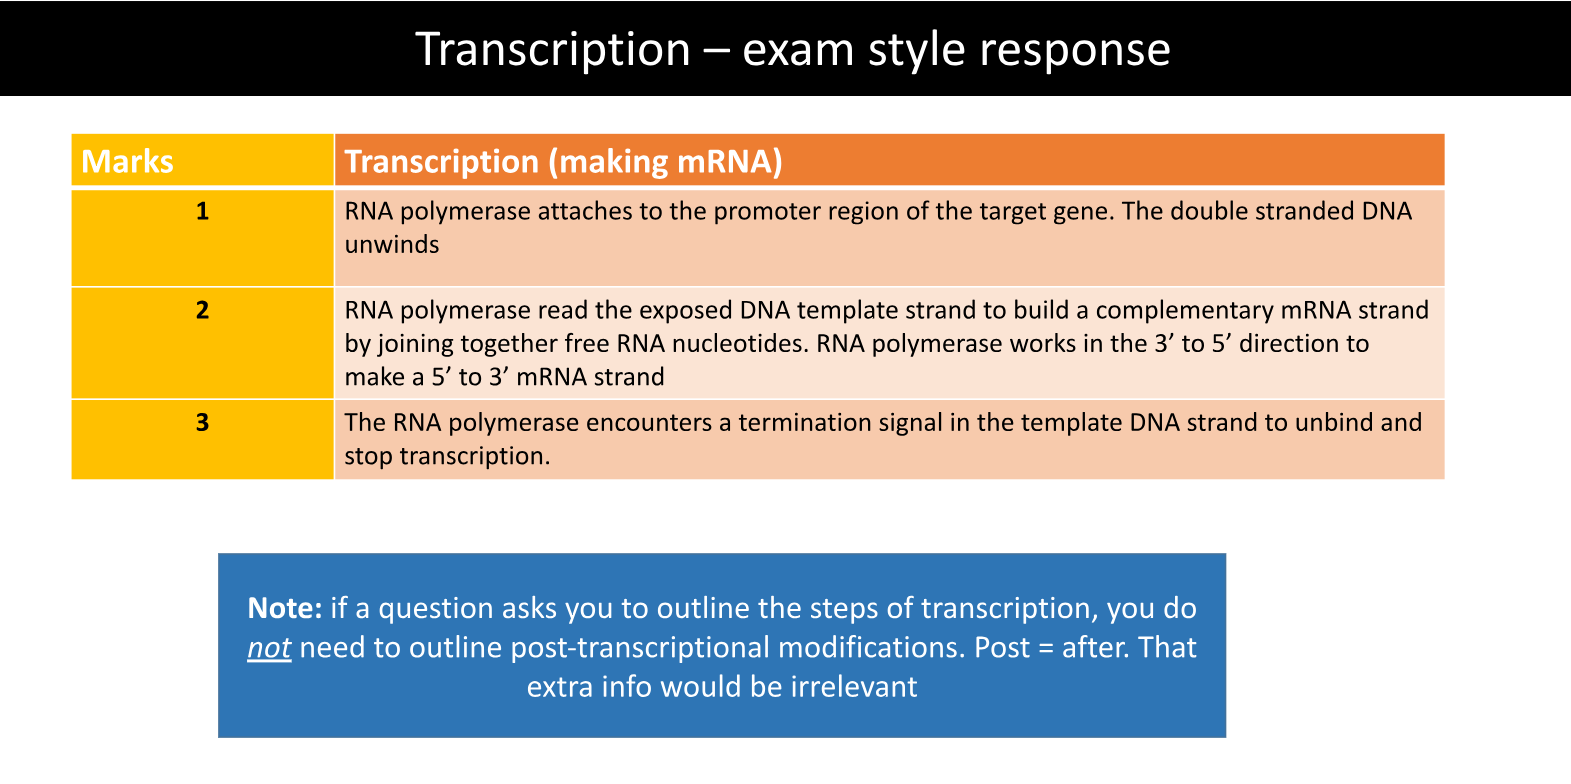 Transcription – exam style response
Marks
Transcription (making mRNA)
1
RNA polymerase attaches to the promoter region of the target gene. The double stranded DNA
unwinds
2
RNA polymerase read the exposed DNA template strand to build a complementary mRNA strand
by joining together free RNA nucleotides. RNA polymerase works in the 3’ to 5’ direction to
make a 5’ to 3’ mRNA strand
3
The RNA polymerase encounters a termination signal in the template DNA strand to unbind and
stop transcription.
Note: if a question asks you to outline the steps of transcription, you do
not need to outline post-transcriptional modifications. Post = after. That
extra info would be irrelevant